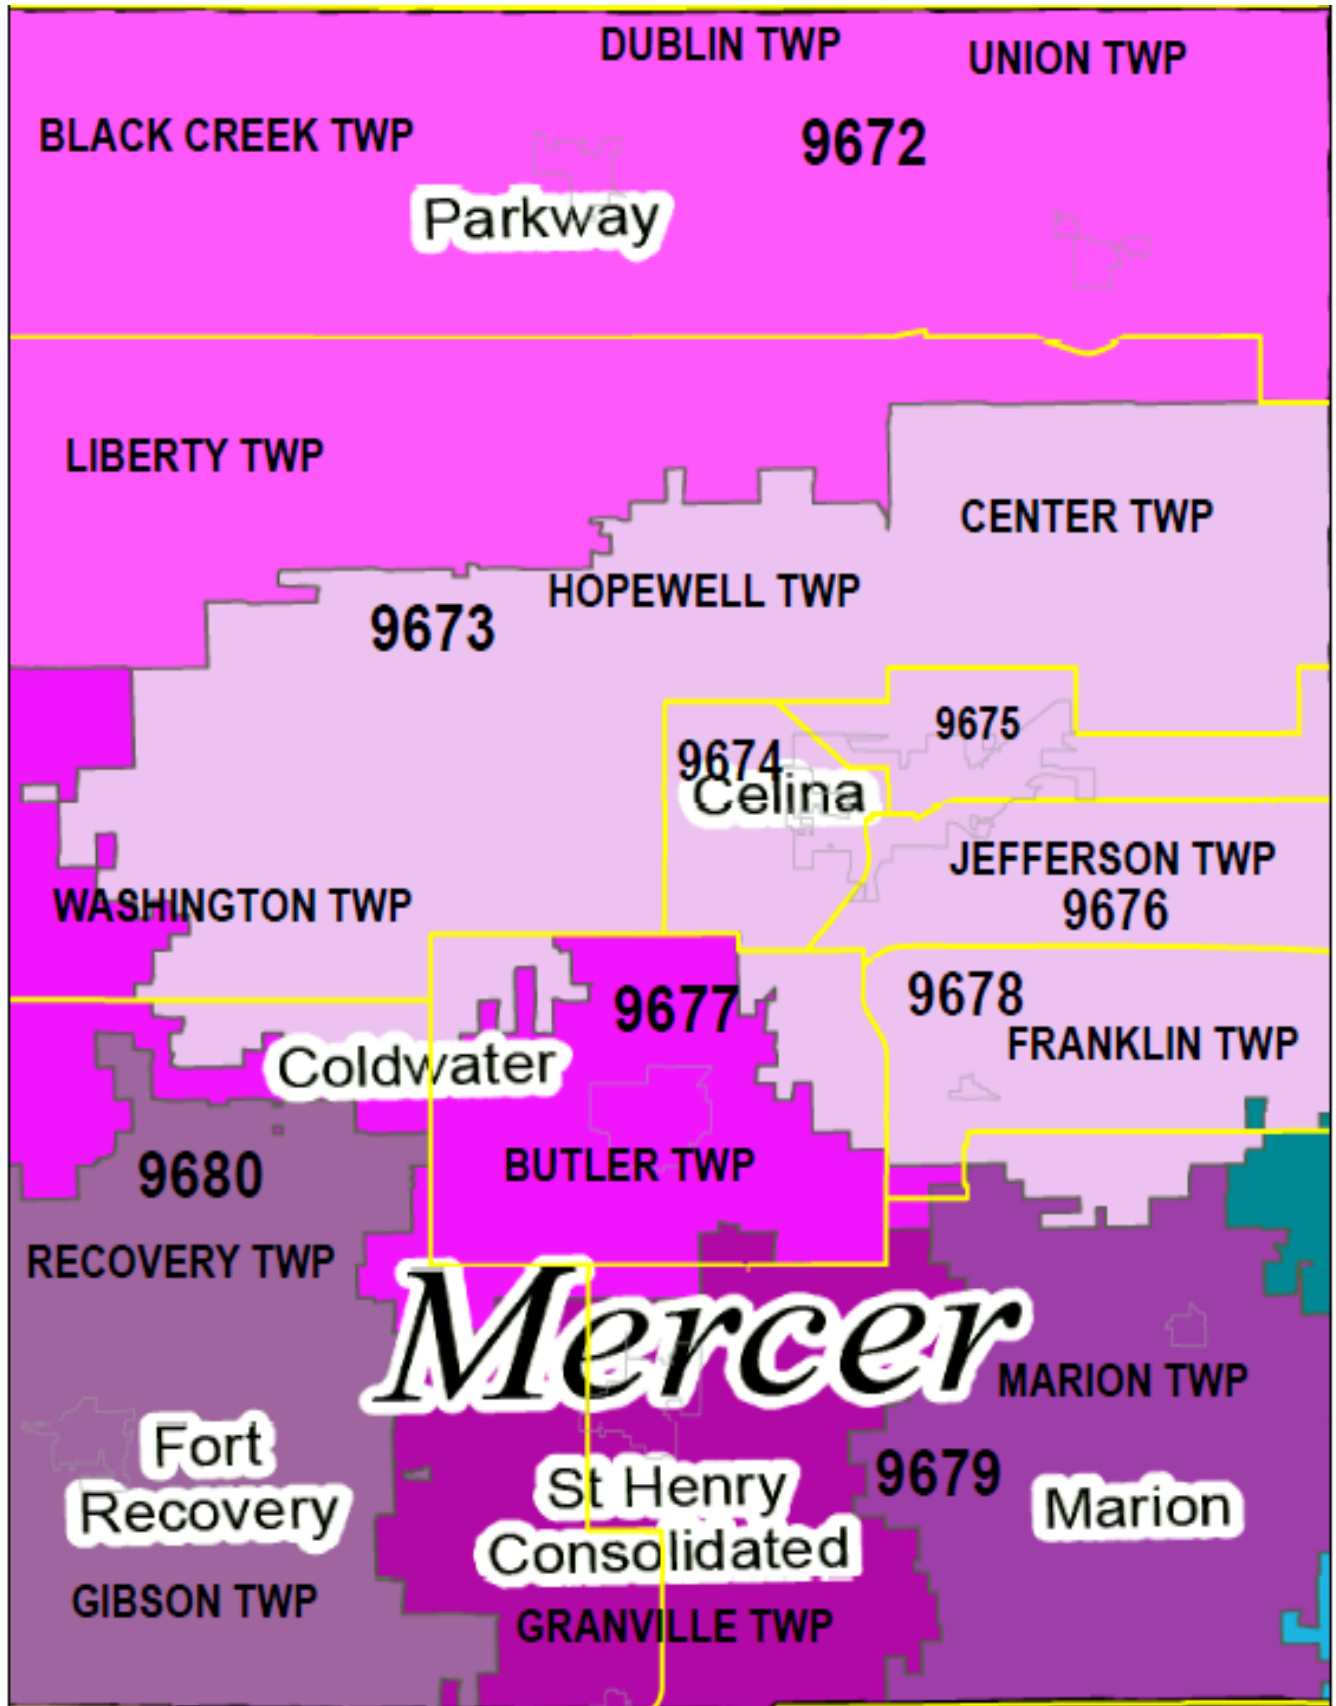 DUBLIN TWP
UNION TWP
BLACK CREEK TWP
9672
Parkway
LIBERTY TWP
CENTER TWP
HOPEWELL TWP
9673
9675
9674
Celina
JEFFERSON TWP
WASHINGTON TWP
9676
9677
9678
FRANKLIN TWP
Coldwater
BUTLER TWP
9680
RECOVERY TWP
Mercer
MARION TWP
Fort
Recovery
St Henry
Consolidated
9679
Marion
GIBSON TWP
GRANVILLE TWP